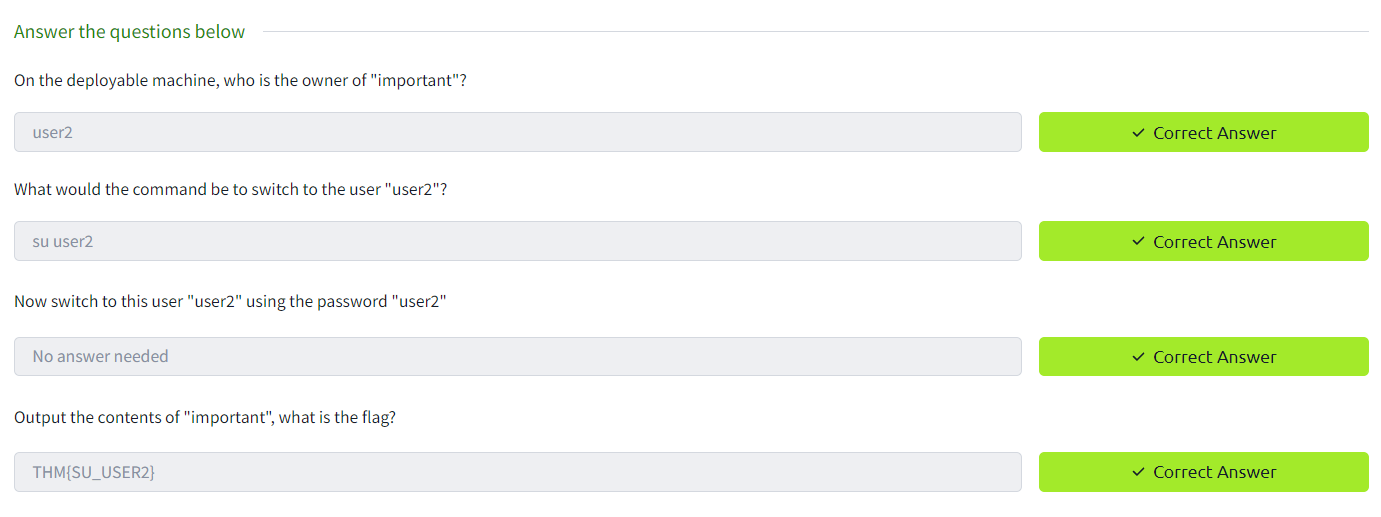 Answer the questions below
On the deployable machine, who is the owner of "important"?
user2
✓ Correct Answer
What would the command be to switch to the user "user2"?
su user2
✓ Correct Answer
Now switch to this user "user2" using the password "user2"
No answer needed
✓ Correct Answer
Output the contents of "important", what is the flag?
THM{SU_USER2}
✓ Correct Answer